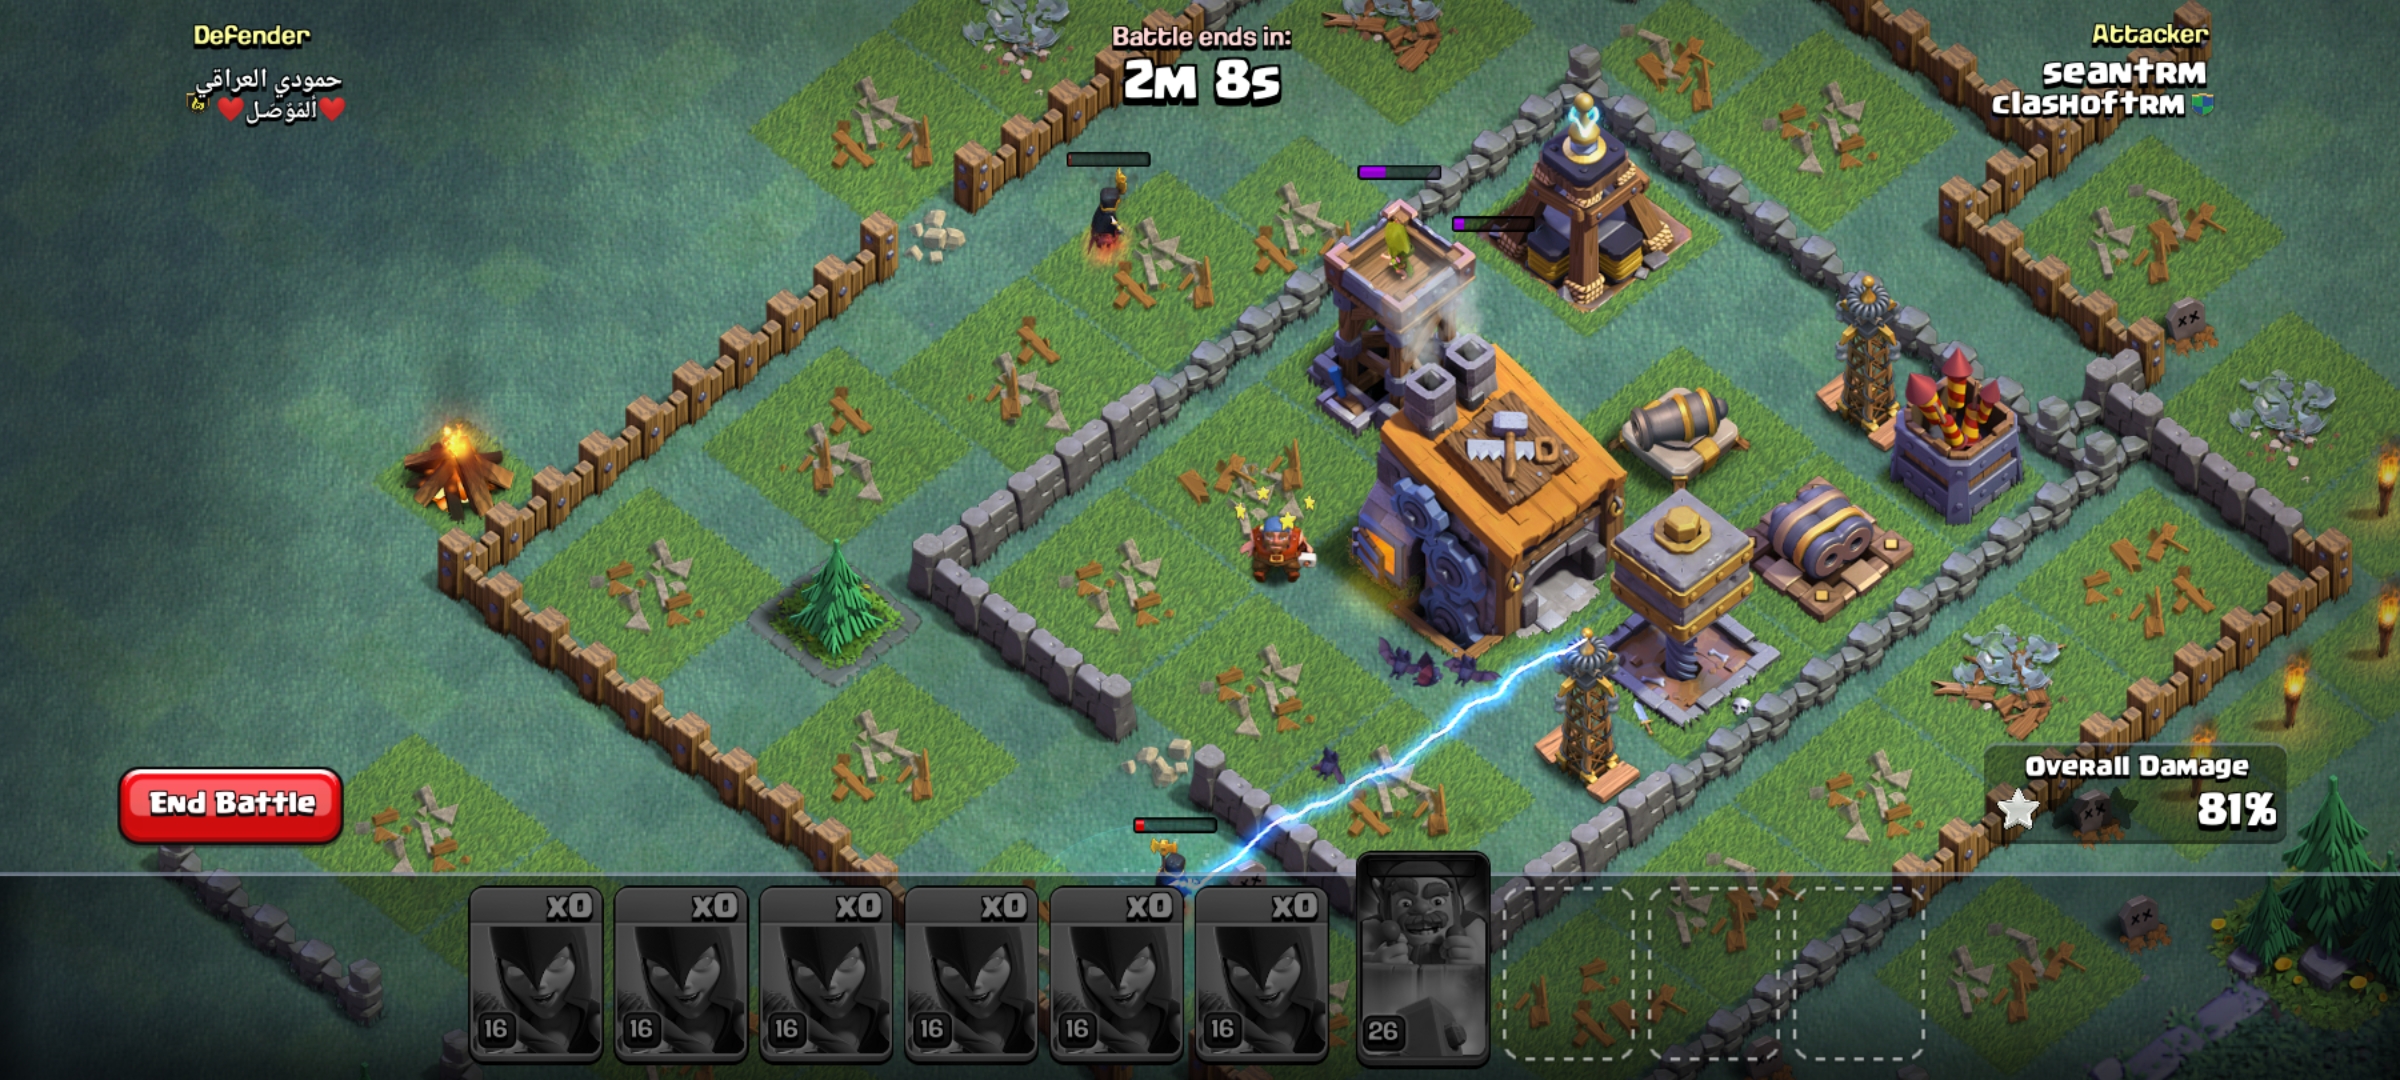 Defender
حمودي العراقي
❤️ألمٌوٌصّل❤️
Battle ends in:
2M 8s
Attacker
seantRM
clashoftRM
End Battle
Overall Damage
81%
x0 x0 x0 x0 x0 x0
16 16 16 16 16 16 26